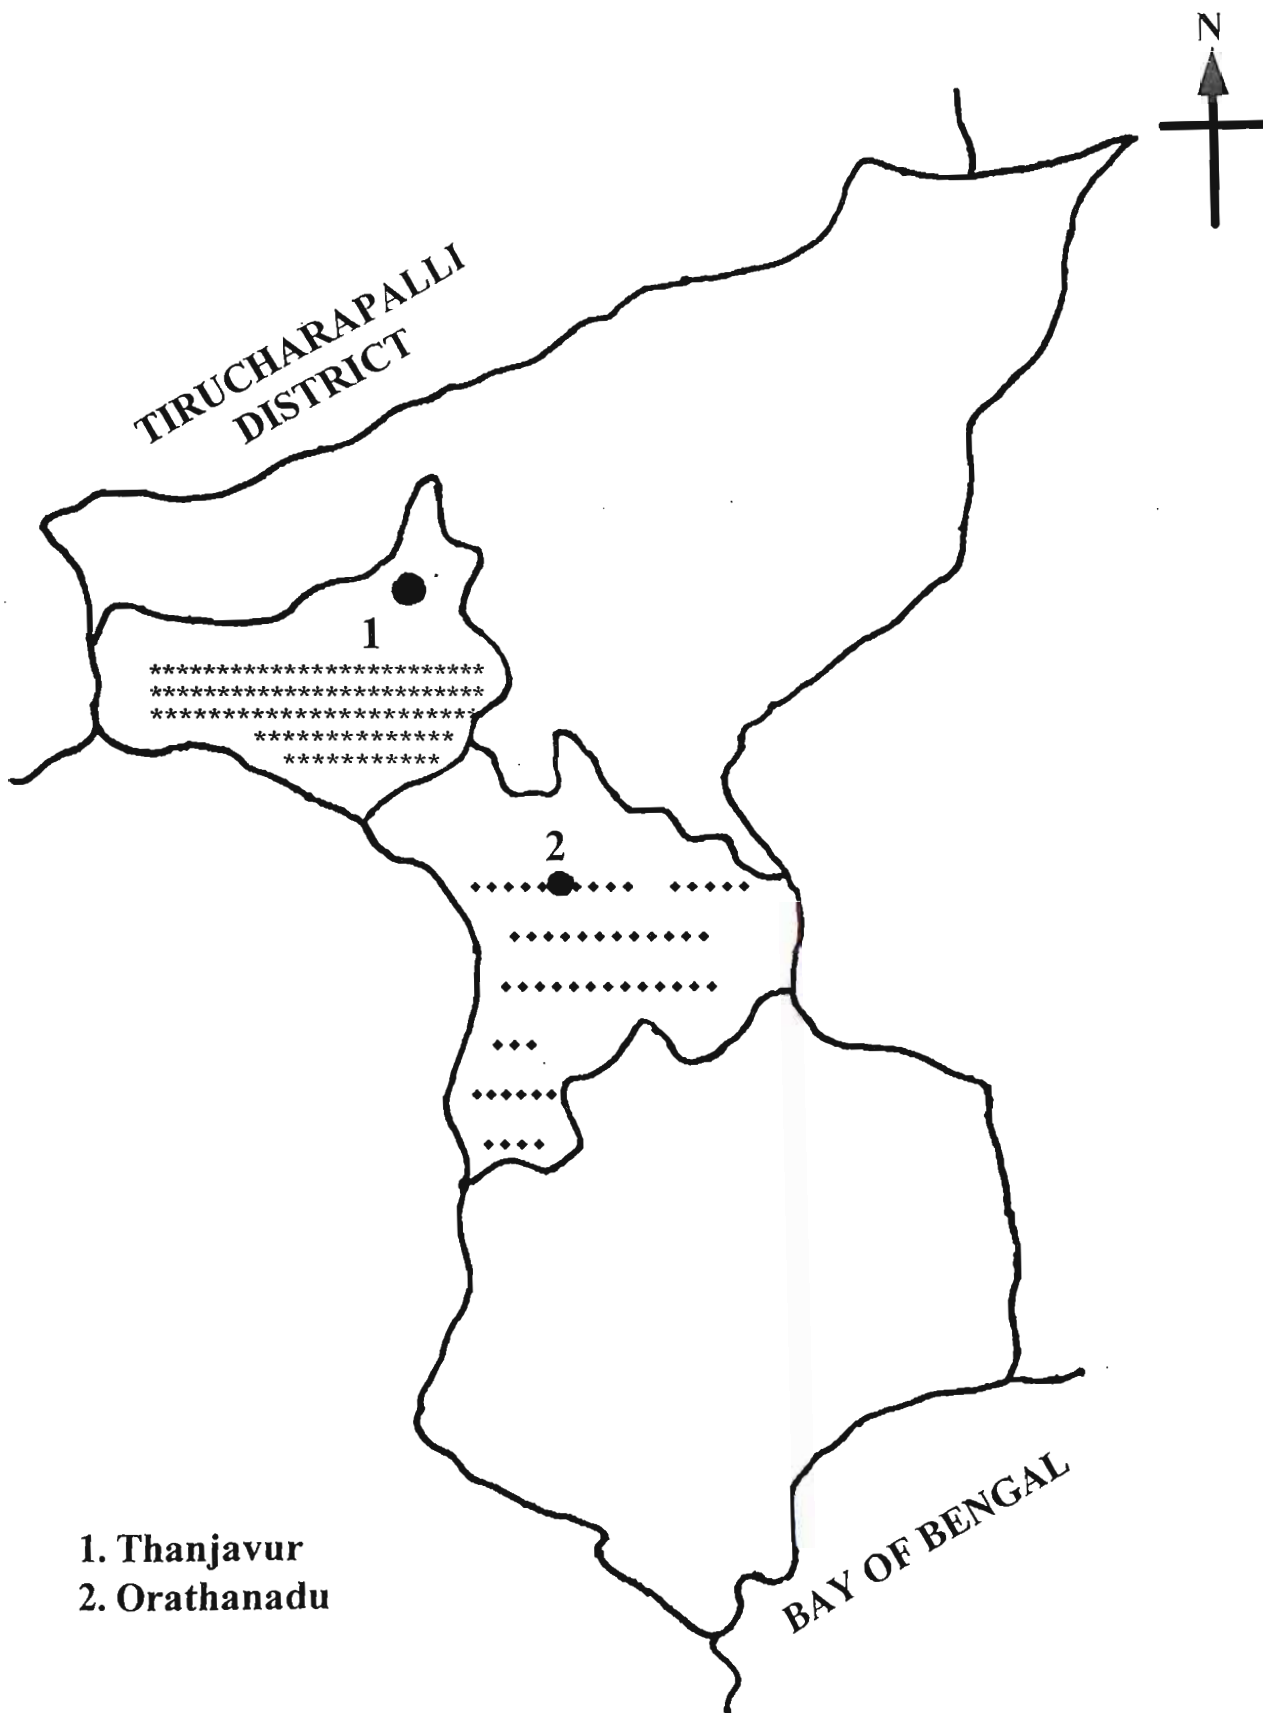 N
TIRUCHARAPALLI
DISTRICT
1
2
1. Thanjavur
2. Orathanadu
BAY OF BENGAL